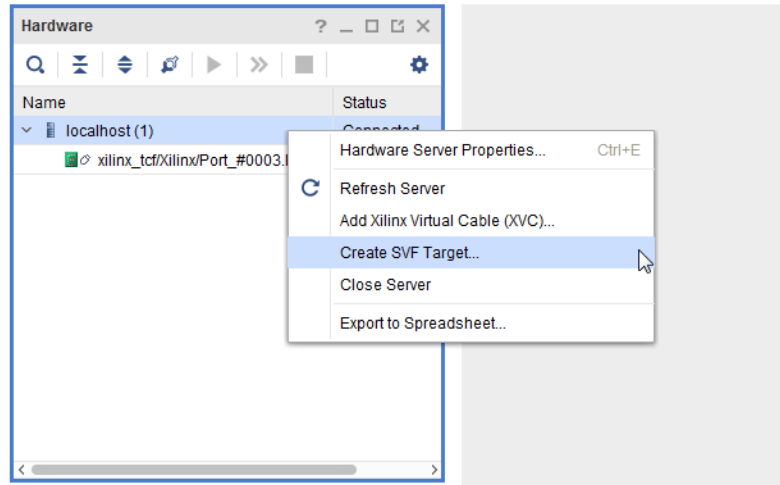 Hardware
Name Status
localhost (1) Connected
xilinx_tcf/Xilinx/Port_#0003.
Hardware Server Properties... Ctrl+E
Refresh Server
Add Xilinx Virtual Cable (XVC)...
Create SVF Target...
Close Server
Export to Spreadsheet...